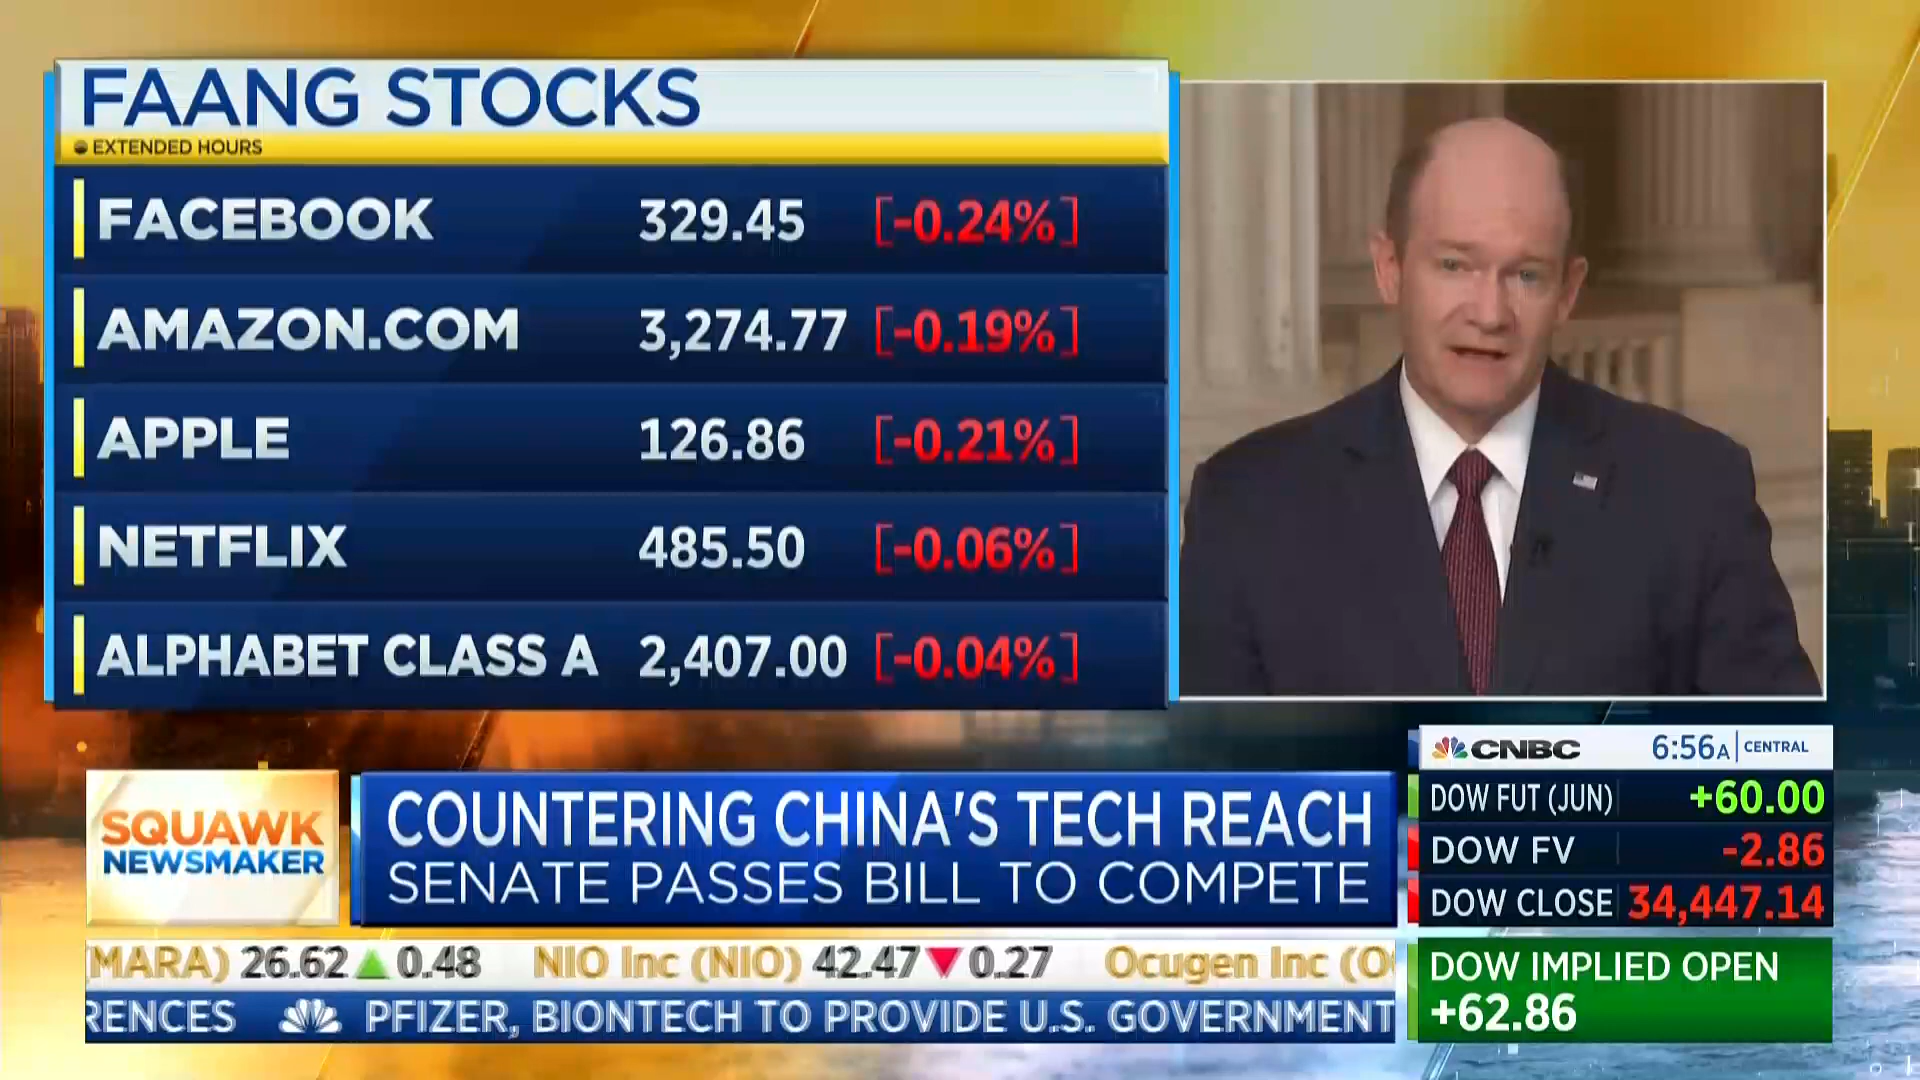 FAANG STOCKS
EXTENDED HOURS
FACEBOOK 329.45 [-0.24%]
AMAZON.COM 3,274.77 [-0.19%]
APPLE 126.86 [-0.21%]
NETFLIX 485.50 [-0.06%]
ALPHABET CLASS A 2,407.00 [-0.04%]
SQUAWK
NEWSMAKER
COUNTERING CHINA'S TECH REACH
SENATE PASSES BILL TO COMPETE
CNBC 6:56A CENTRAL
DOW FUT (JUN) +60.00
DOW FV -2.86
DOW CLOSE 34,447.14
DOW IMPLIED OPEN
+62.86
(MARA) 26.62 ▲ 0.48 NIO Inc (NIO) 42.47 ▼ 0.27 Ocugen Inc (O
RENCES PFIZER, BIONTECH TO PROVIDE U.S. GOVERNMENT